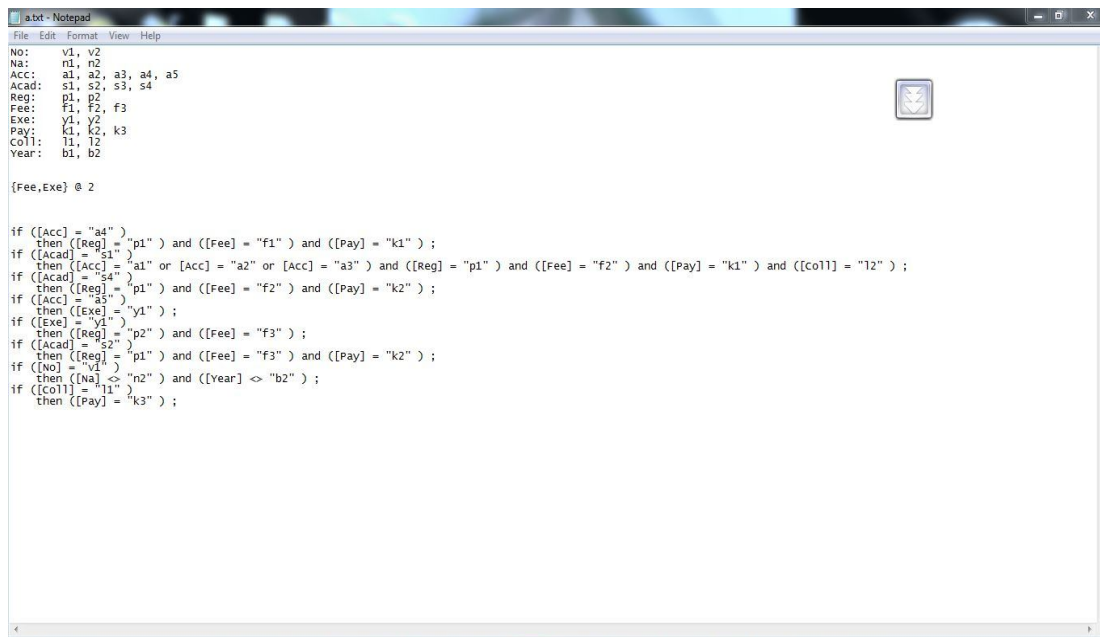 a.txt - Notepad
File Edit Format View Help
No: v1, v2
Na: n1, n2
Acc: a1, a2, a3, a4, a5
Acad: s1, s2, s3, s4
Reg: p1, p2
Fee: f1, f2, f3
Exe: y1, y2
Pay: k1, k2, k3
Coll: l1, l2
Year: b1, b2
{Fee,Exe} @ 2
if ([Acc] = "a4" )
then ([Reg] = "p1" ) and ([Fee] = "f1" ) and ([Pay] = "k1" ) ;
if ([Acad] = "s1" )
then ([Acc] = "a1" or [Acc] = "a2" or [Acc] = "a3" ) and ([Reg] = "p1" ) and ([Fee] = "f2" ) and ([Pay] = "k1" ) and ([Coll] = "l2" ) ;
if ([Acad] = "s4" )
then ([Reg] = "p1" ) and ([Fee] = "f2" ) and ([Pay] = "k2" ) ;
if ([Acc] = "a5" )
then ([Exe] = "y1" ) ;
if ([Exe] = "y1" )
then ([Reg] = "p2" ) and ([Fee] = "f3" ) ;
if ([Acad] = "s2" )
then ([Reg] = "p1" ) and ([Fee] = "f3" ) and ([Pay] = "k2" ) ;
if ([No] = "v1" )
then ([Na] <> "n2" ) and ([Year] <> "b2" ) ;
if ([Coll] = "l1" )
then ([Pay] = "k3" ) ;